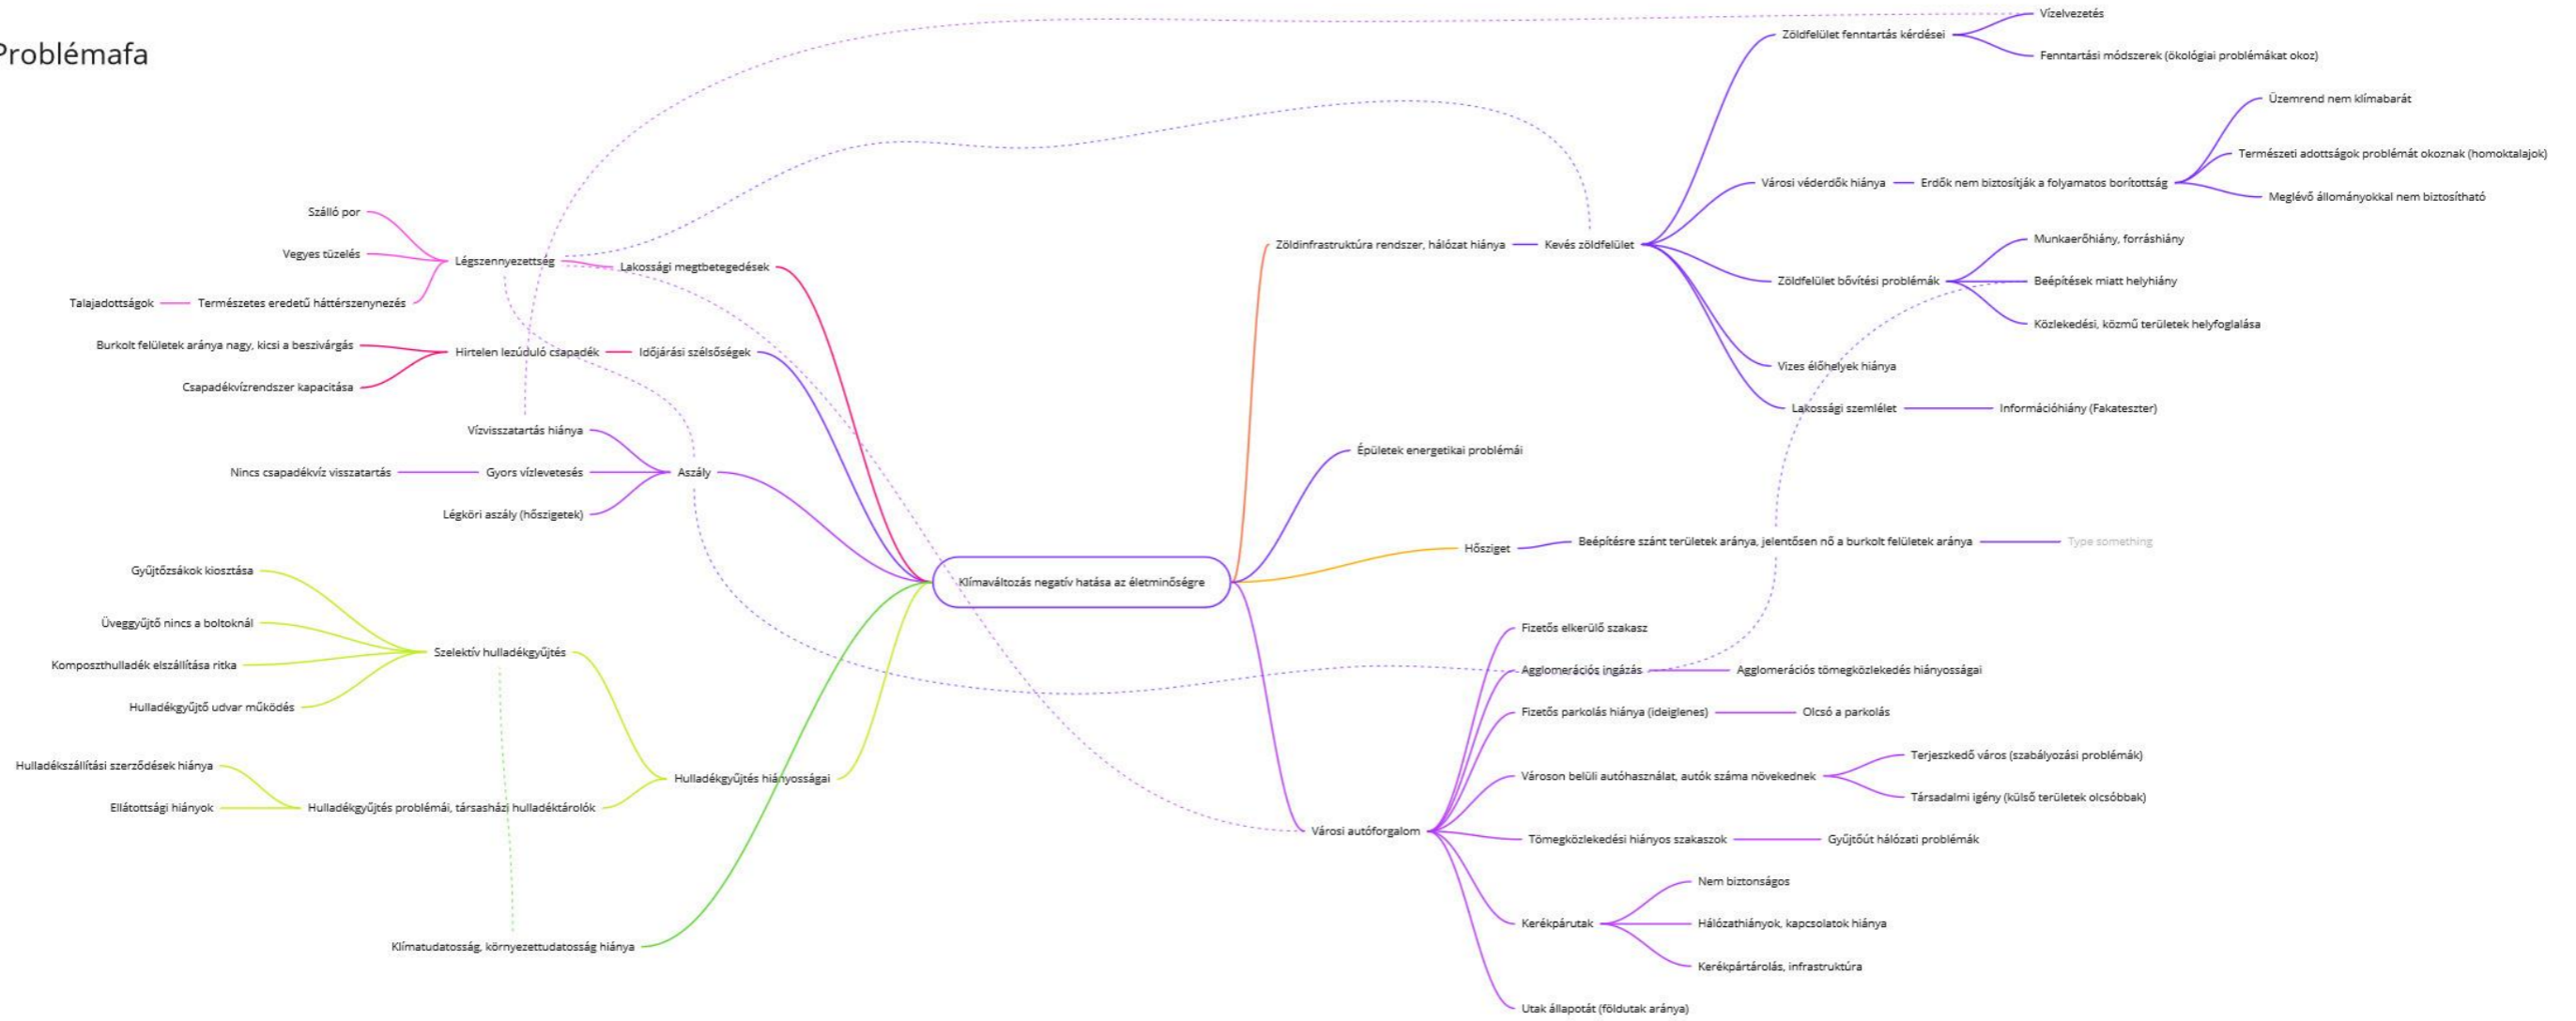 Problémafa
Szálló por
Vegyes tüzelés
Légszennyezettség
Lakossági megtbetegedések
Talajadottságok
Természetes eredetű háttérszenynezés
Burkolt felületek aránya nagy, kicsi a beszivárgás
Hirtelen lezúduló csapadék
Időjárási szélsőségek
Csapadékvízrendszer kapacitása
Vízvisszatartás hiánya
Nincs csapadékvíz visszatartás
Gyors vízlevetesés
Aszály
Légköri aszály (hőszigetek)
Gyűjtőzsákok kiosztása
Üveggyűjtő nincs a boltoknál
Szelektív hulladékgyűjtés
Komposzthulladék elszállítása ritka
Hulladékgyűjtő udvar működés
Hulladékszállítási szerződések hiánya
Hulladékgyűjtés hiányosságai
Ellátottsági hiányok
Hulladékgyűjtés problémái, társasházi hulladéktárolók
Klímatudatosság, környezettudatosság hiánya
Klímaváltozás negatív hatása az életminőségre
Zöldinfrastruktúra rendszer, hálózat hiánya
Kevés zöldfelület
Zöldfelület fenntartás kérdései
Vízelvezetés
Fenntartási módszerek (ökológiai problémákat okoz)
Városi véderdők hiánya
Erdők nem biztosítják a folyamatos borítottság
Üzemrend nem klímabarát
Természeti adottságok problémát okoznak (homoktalajok)
Meglévő állományokkal nem biztosítható
Zöldfelület bővítési problémák
Munkaerőhiány, forráshiány
Beépítések miatt helyhiány
Közlekedési, közmű területek helyfoglalása
Vizes élőhelyek hiánya
Lakossági szemlélet
Információhiány (Fakateszter)
Épületek energetikai problémái
Hősziget
Beépítésre szánt területek aránya, jelentősen nő a burkolt felületek aránya
Type something
Városi autóforgalom
Fizetős elkerülő szakasz
Agglomerációs ingázás
Agglomerációs tömegközlekedés hiányosságai
Fizetős parkolás hiánya (ideiglenes)
Olcsó a parkolás
Városon belüli autóhasználat, autók száma növekednek
Terjeszkedő város (szabályozási problémák)
Társadalmi igény (külső területek olcsóbbak)
Tömegközlekedési hiányos szakaszok
Gyűjtőút hálózati problémák
Kerékpárutak
Nem biztonságos
Hálózathiányok, kapcsolatok hiánya
Kerékpártárolás, infrastruktúra
Utak állapotát (földutak aránya)